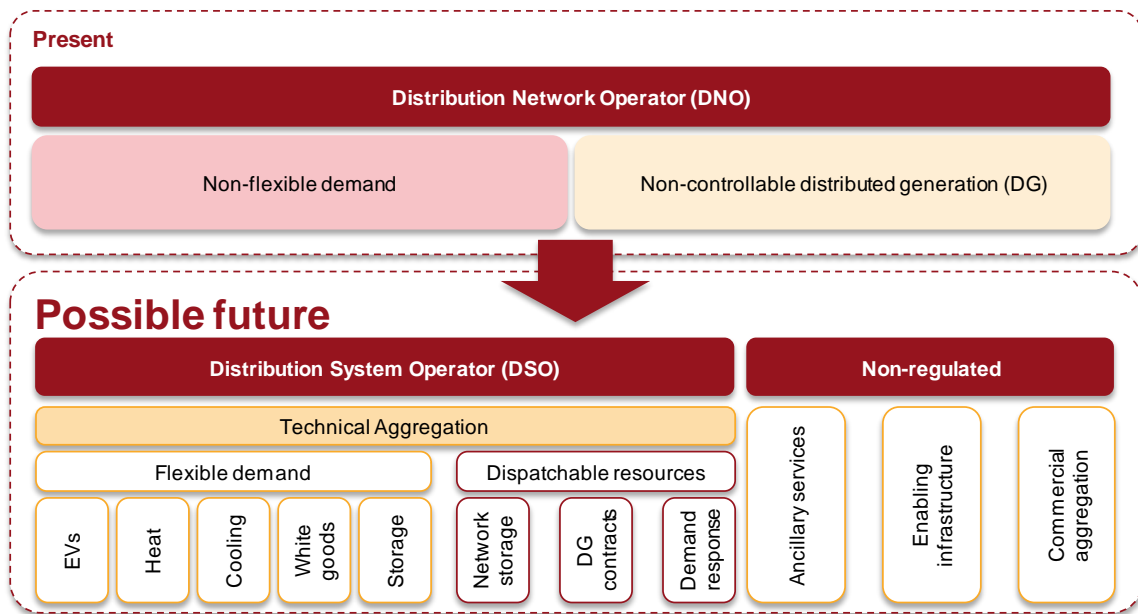 Present
Distribution Network Operator (DNO)
Non-flexible demand
Non-controllable distributed generation (DG)
Possible future
Distribution System Operator (DSO)
Non-regulated
Technical Aggregation
Flexible demand
Dispatchable resources
EVs
Heat
Cooling
White
goods
Storage
Network
storage
DG
contracts
Demand
response
Ancillary services
Enabling
infrastructure
Commercial
aggregation